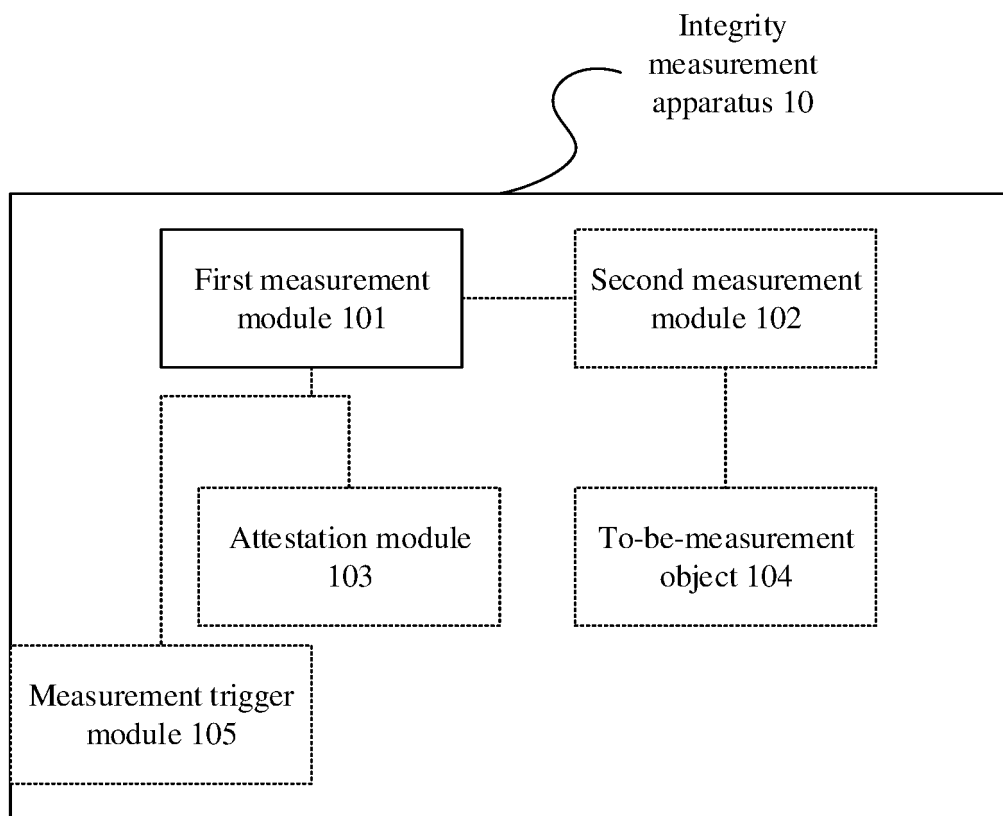 Integrity
measurement
apparatus 10
First measurement
module 101
Second measurement
module 102
Attestation module
103
To-be-measurement
object 104
Measurement trigger
module 105